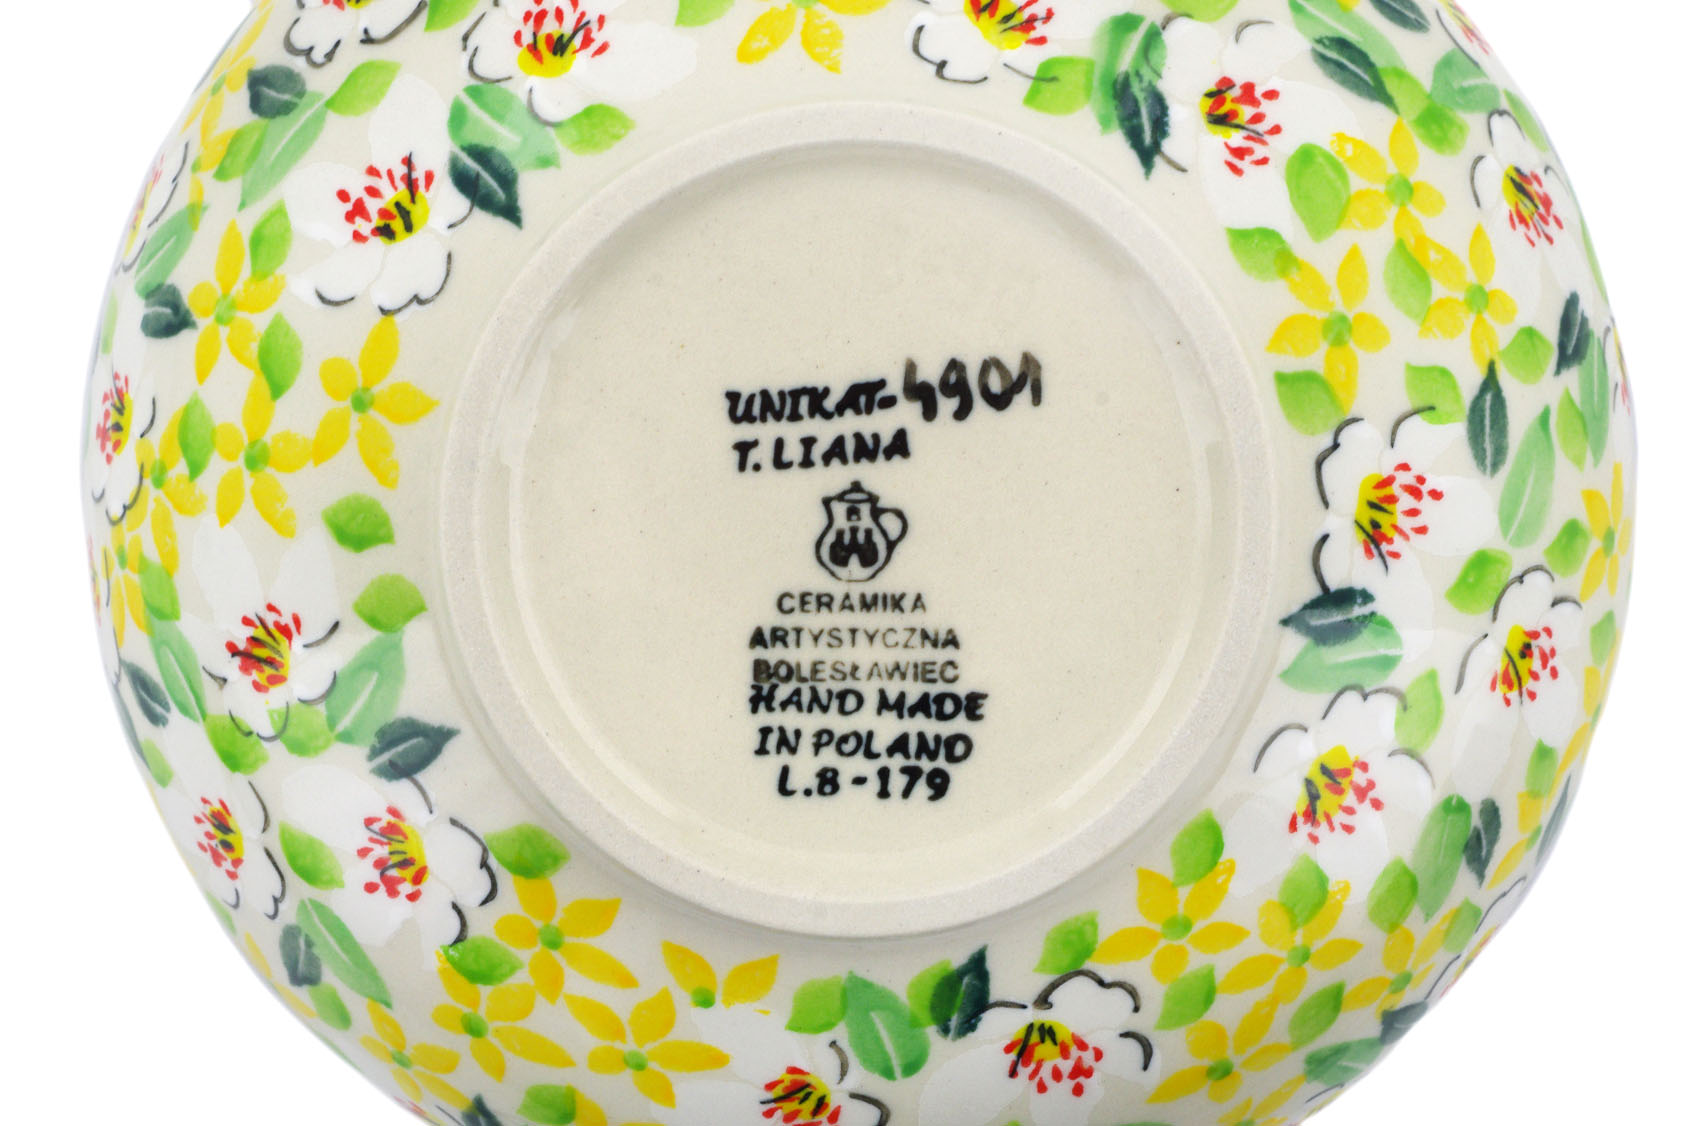 UNIKAT-4901
T. LIANA
CERAMIKA
ARTYSTYCZNA
BOLESŁAWIEC
HAND MADE
IN POLAND
L.8-179